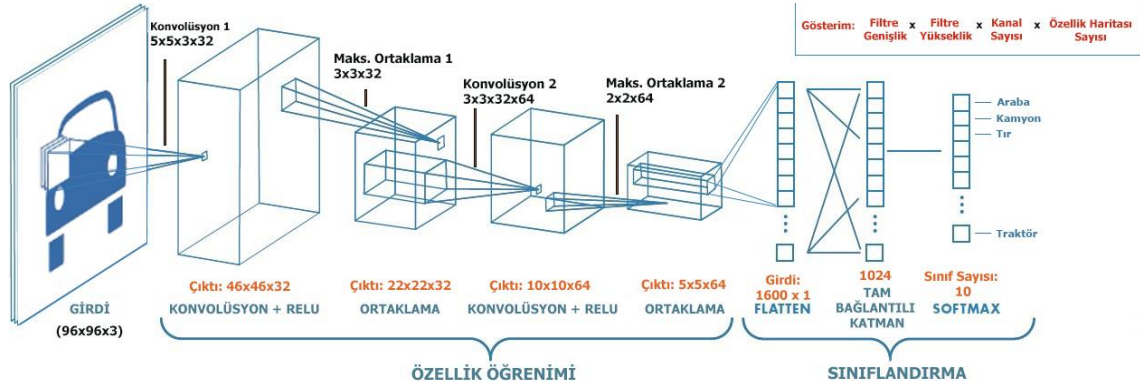 Gösterim: Filtre Genişlik x Filtre Yükseklik x Kanal Sayısı x Özellik Haritası Sayısı
Konvolüsyon 1
5x5x3x32
Maks. Ortaklama 1
3x3x32
Konvolüsyon 2
3x3x32x64
Maks. Ortaklama 2
2x2x64
Araba
Kamyon
Tır
Traktör
GİRDİ
(96x96x3)
Çıktı: 46x46x32
KONVOLÜSYON + RELU
Çıktı: 22x22x32
ORTAKLAMA
Çıktı: 10x10x64
KONVOLÜSYON + RELU
Çıktı: 5x5x64
ORTAKLAMA
Girdi:
1600 x 1
FLATTEN
1024
TAM
BAĞLANTILI
KATMAN
Sınıf Sayısı:
10
SOFTMAX
ÖZELLİK ÖĞRENİMİ
SINIFLANDIRMA